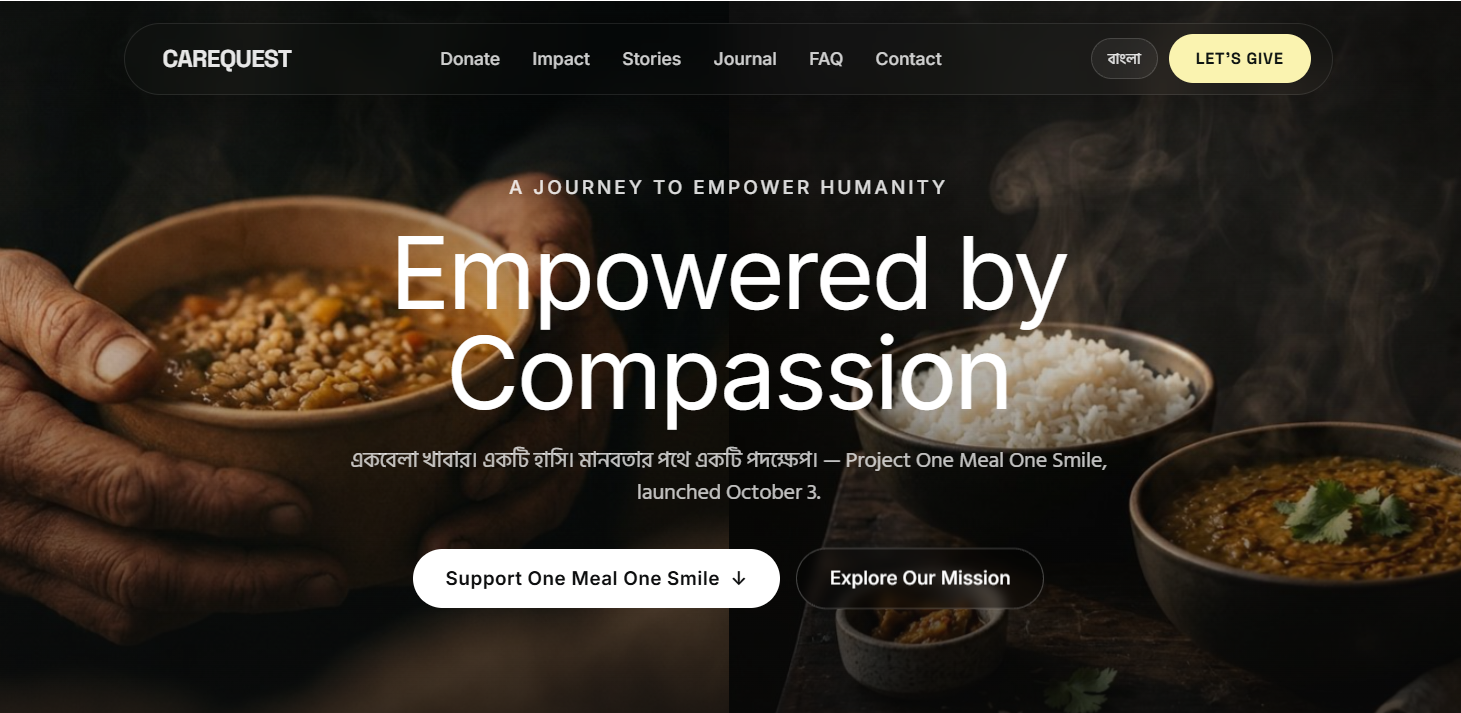 CAREQUEST
Donate
Impact
Stories
Journal
FAQ
Contact
বাংলা
LET'S GIVE
A JOURNEY TO EMPOWER HUMANITY
Empowered by
Compassion
একবেলা খাবার। একটি হাসি। মানবতার পথে একটি পদক্ষেপ। — Project One Meal One Smile,
launched October 3.
Support One Meal One Smile ↓
Explore Our Mission